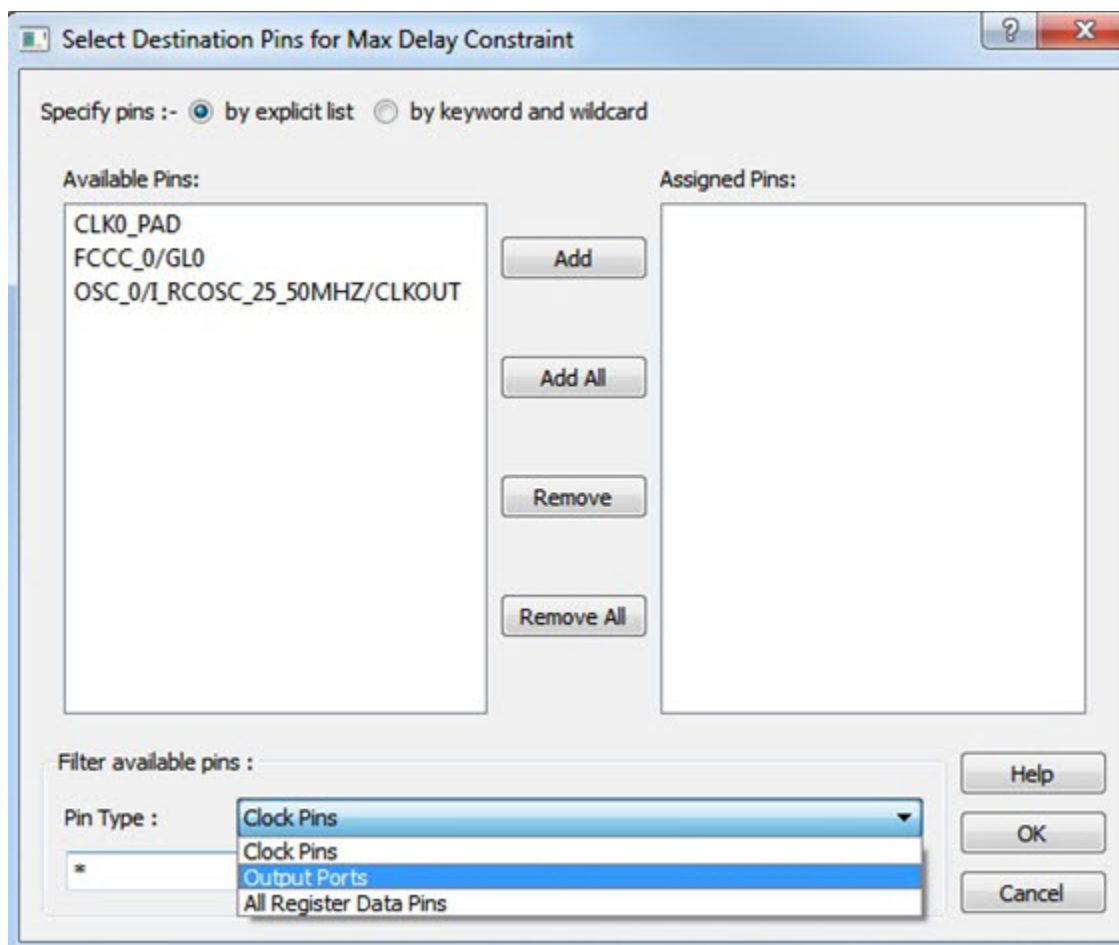 Select Destination Pins for Max Delay Constraint
Specify pins :- by explicit list by keyword and wildcard
Available Pins:
Assigned Pins:
CLK0_PAD
FCCC_0/GL0
OSC_0/I_RCOSC_25_50MHZ/CLKOUT
Add
Add All
Remove
Remove All
Filter available pins :
Pin Type :
Clock Pins
Clock Pins
*
Output Ports
All Register Data Pins
Help
OK
Cancel